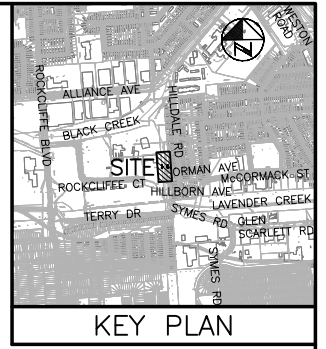 WESTON
ROAD
N
ROCKCLIFFE BLVD
ALLIANCE AVE
HILLDALE RD
BLACK CREEK
SITE
ORMAN AVE
McCORMACK ST
ROCKCLIFFE CT
HILLBORN AVE
LAVENDER CREEK
TERRY DR
SYMES RD
GLEN
SCARLETT RD
SYMES RD
KEY PLAN